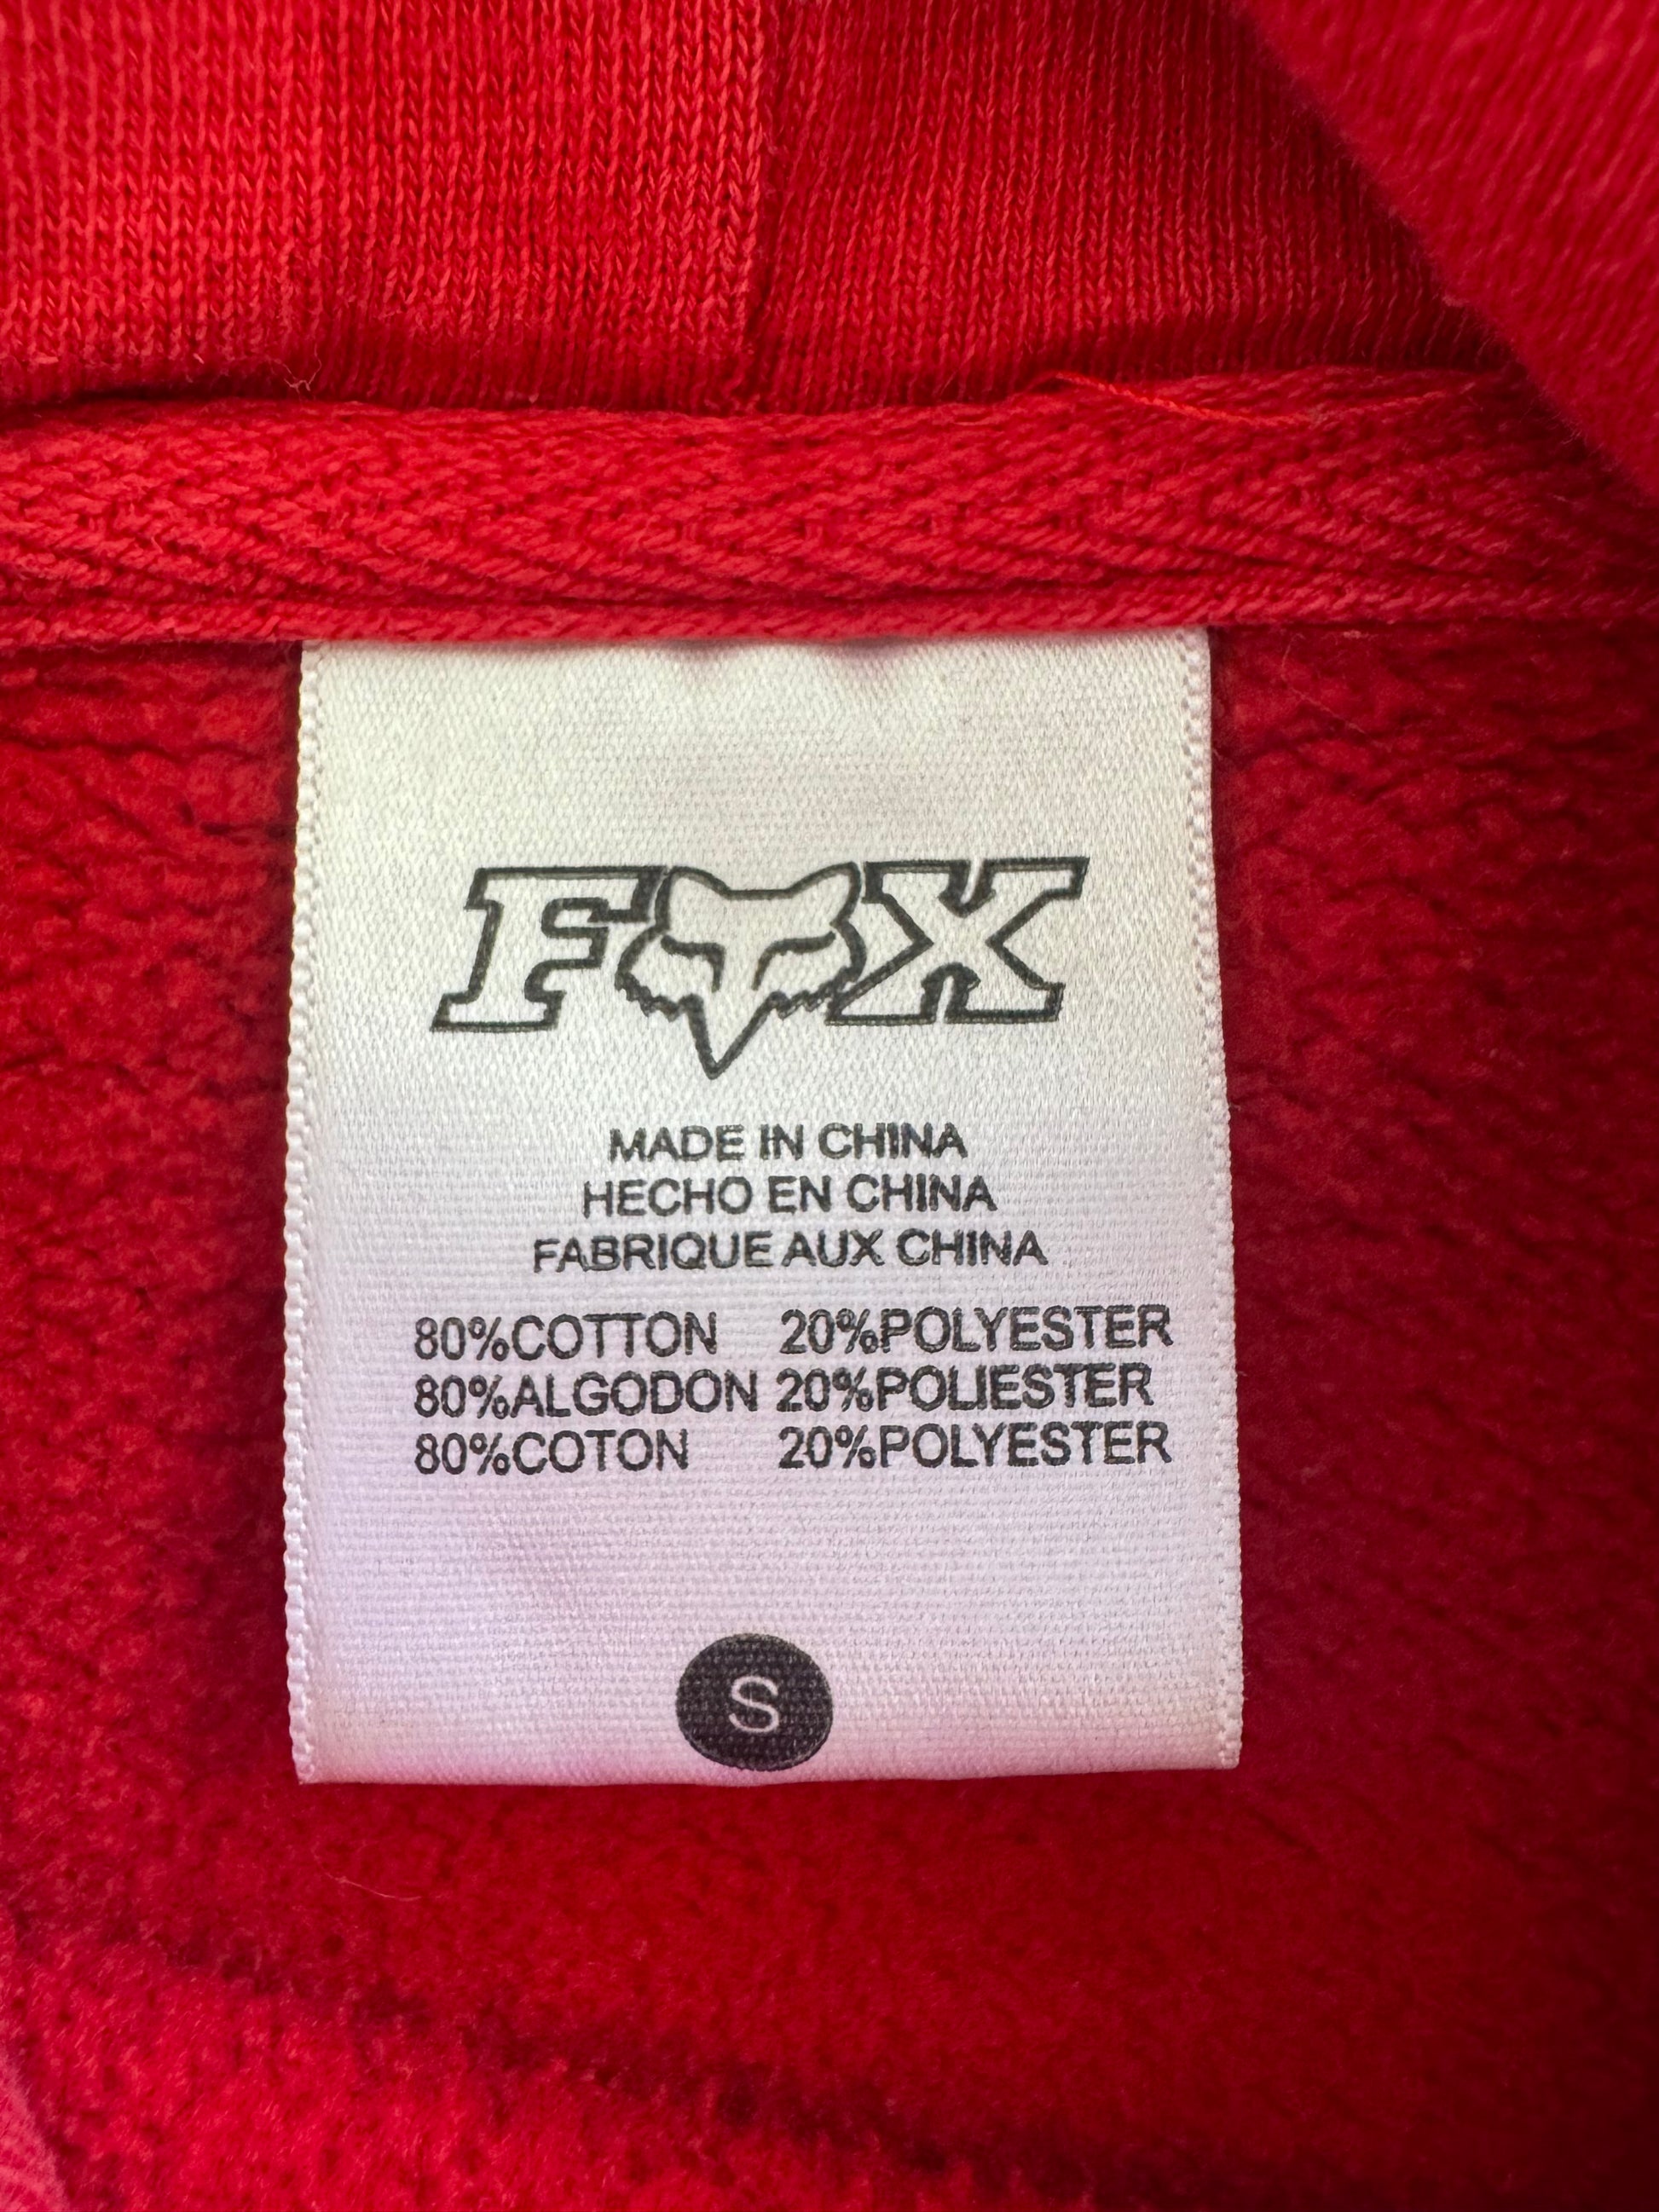 FOX
MADE IN CHINA
HECHO EN CHINA
FABRIQUE AUX CHINA
80%COTTON 20%POLYESTER
80%ALGODON 20%POLIESTER
80%COTON 20%POLYESTER
S